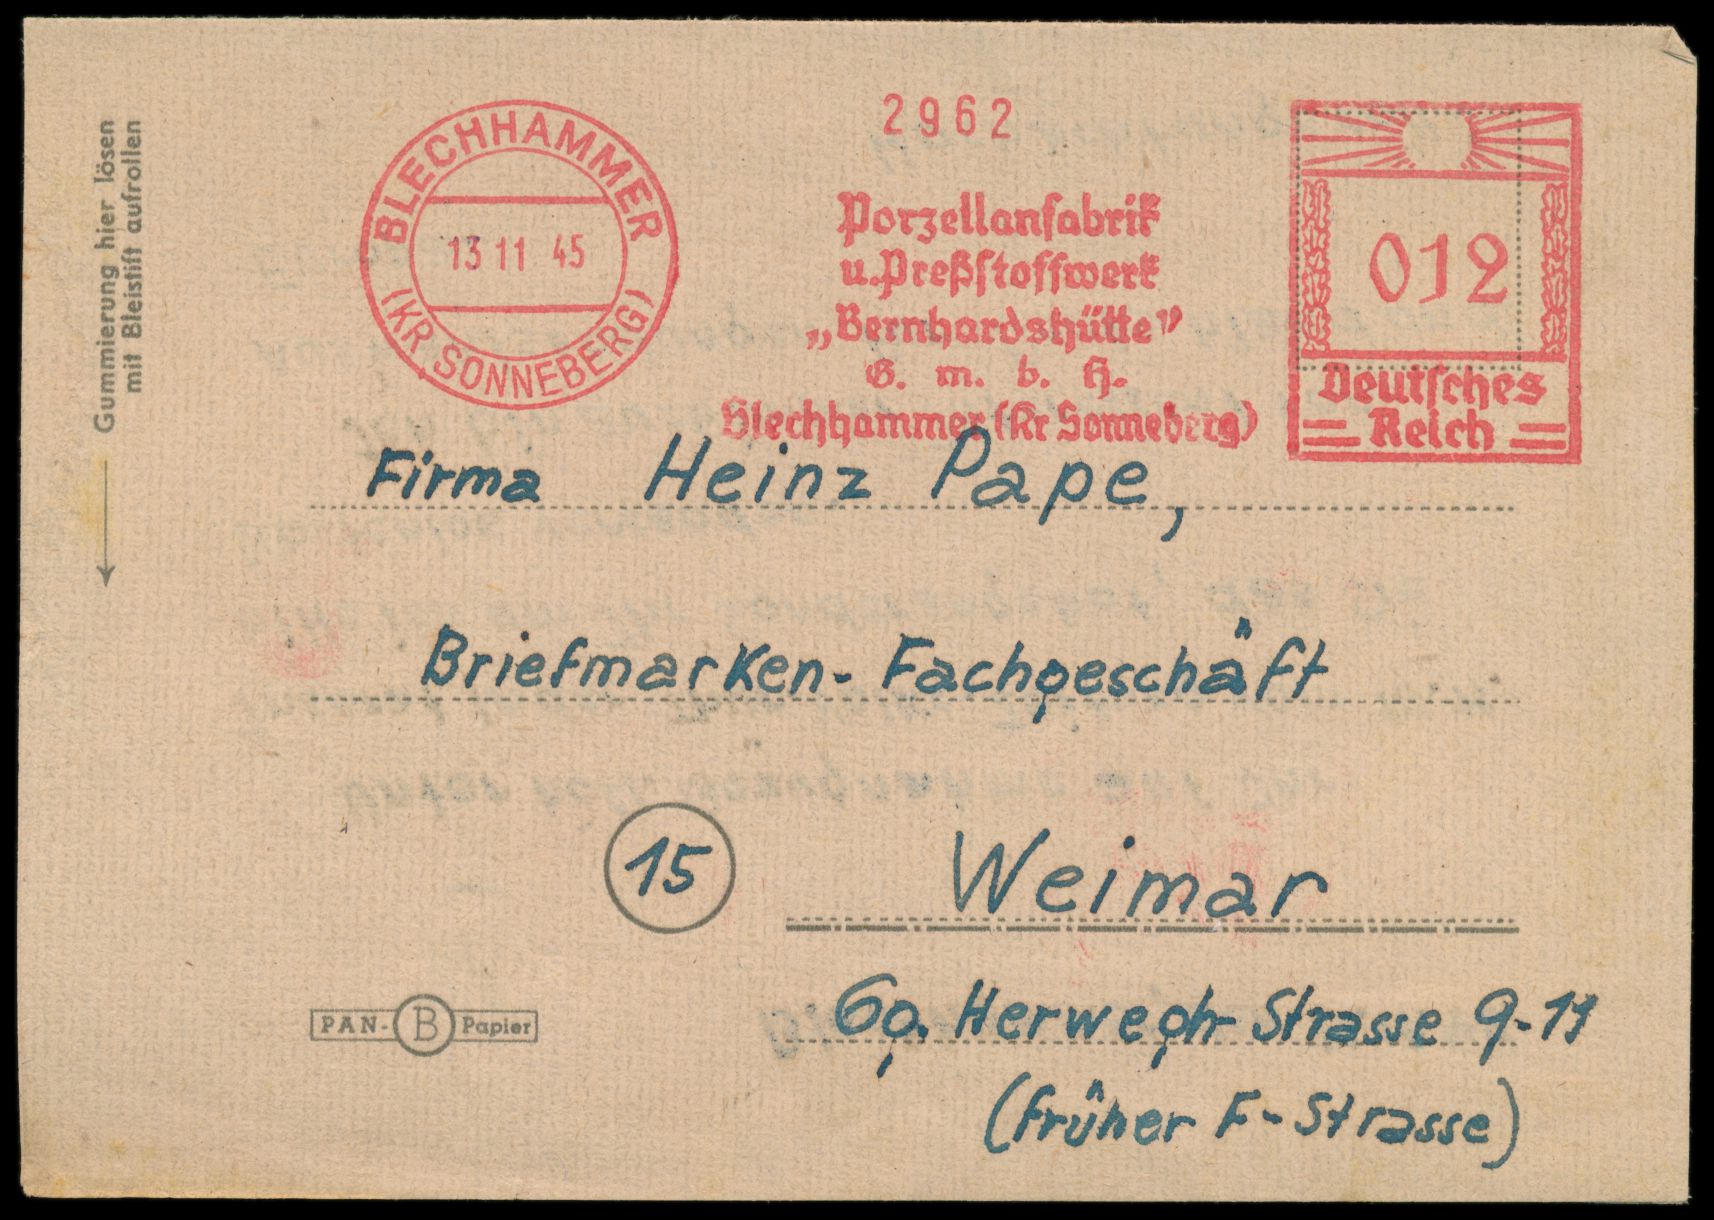 Gummierung hier lösen
mit Bleistift aufrollen
BLECHHAMMER
(KR SONNEBERG)
13 11 45
2962
Porzellanfabrik
u. Preßstoffwerk
„Bernhardshütte"
G. m. b. H.
Blechhammer (Kr Sonneberg)
012
Deutsches
Reich
Firma Heinz Pape,
Briefmarken-Fachgeschäft
15 Weimar
PAN-B Papier
Gg. Herwegh Strasse 9-11
(früher F-Strasse)